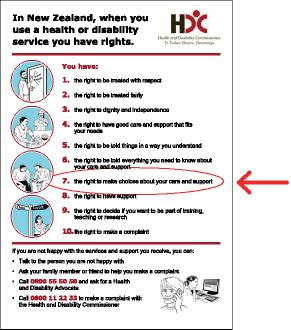 In New Zealand, when you
use a health or disability
service you have rights.
HDC
Health and Disability Commissioner
Te Toihau Hauora, Hauātanga
You have:
1. the right to be treated with respect
2. the right to be treated fairly
3. the right to dignity and independence
4. the right to have good care and support that fits
your needs
5. the right to be told things in a way you understand
6. the right to be told everything you need to know about
your care and support
7. the right to make choices about your care and support
8. the right to have support
9. the right to decide if you want to be part of training,
teaching or research
10. the right to make a complaint
If you are not happy with the services and support you receive, you can:
• Talk to the person you are not happy with
• Ask your family member or friend to help you make a complaint
• Call 0800 55 50 50 and ask for a Health
and Disability Advocate
• Call 0800 11 22 33 to make a complaint with
the Health and Disability Commissioner